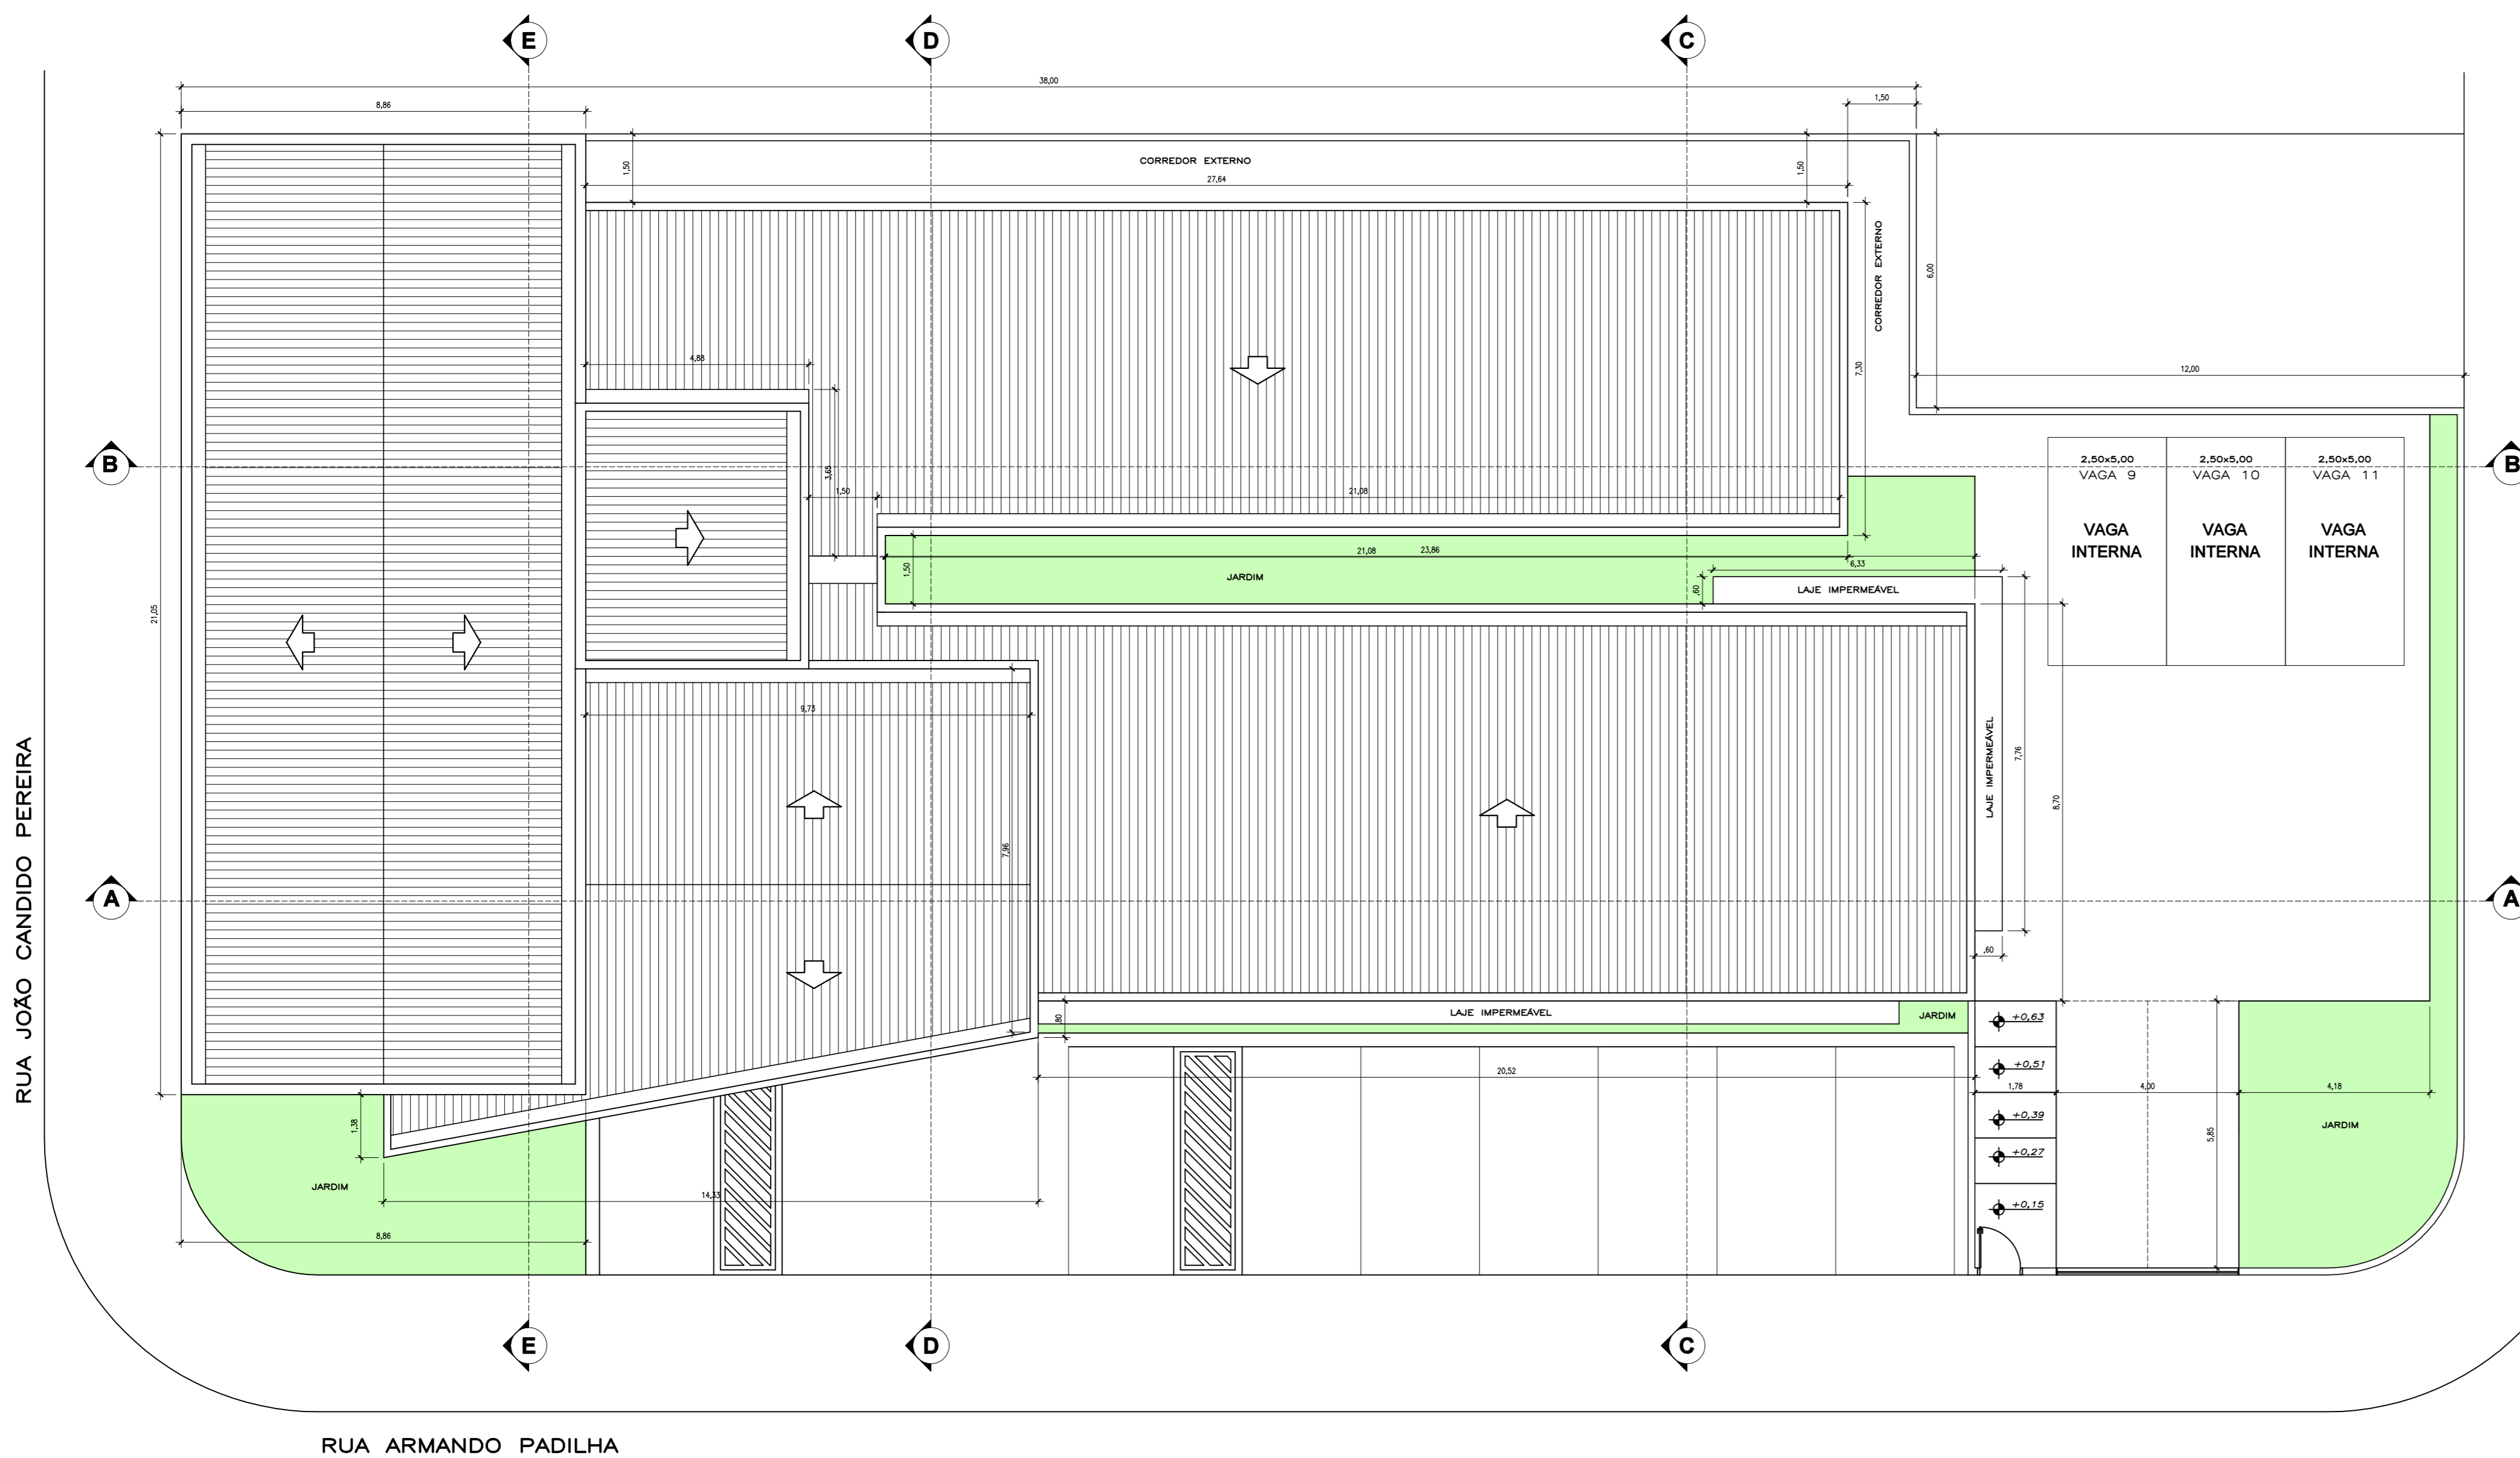 E
D
C
38,00
8,86
1,50
1,50
CORREDOR EXTERNO
1,50
27,64
CORREDOR EXTERNO
6,00
4,88
7,30
12,00
B
B
2,50x5,00
VAGA 9
2,50x5,00
VAGA 10
2,50x5,00
VAGA 11
3,65
1,50
21,08
VAGA
INTERNA
VAGA
INTERNA
VAGA
INTERNA
21,08
23,86
6,33
1,50
JARDIM
,60
LAJE IMPERMEÁVEL
21,05
9,73
LAJE IMPERMEÁVEL
7,76
8,70
7,96
RUA JOÃO CANDIDO PEREIRA
A
A
,60
,80
LAJE IMPERMEÁVEL
JARDIM
+0,63
+0,51
20,52
1,78
4,00
4,18
1,38
+0,39
5,85
JARDIM
+0,27
JARDIM
14,33
+0,15
8,86
E
D
C
RUA ARMANDO PADILHA